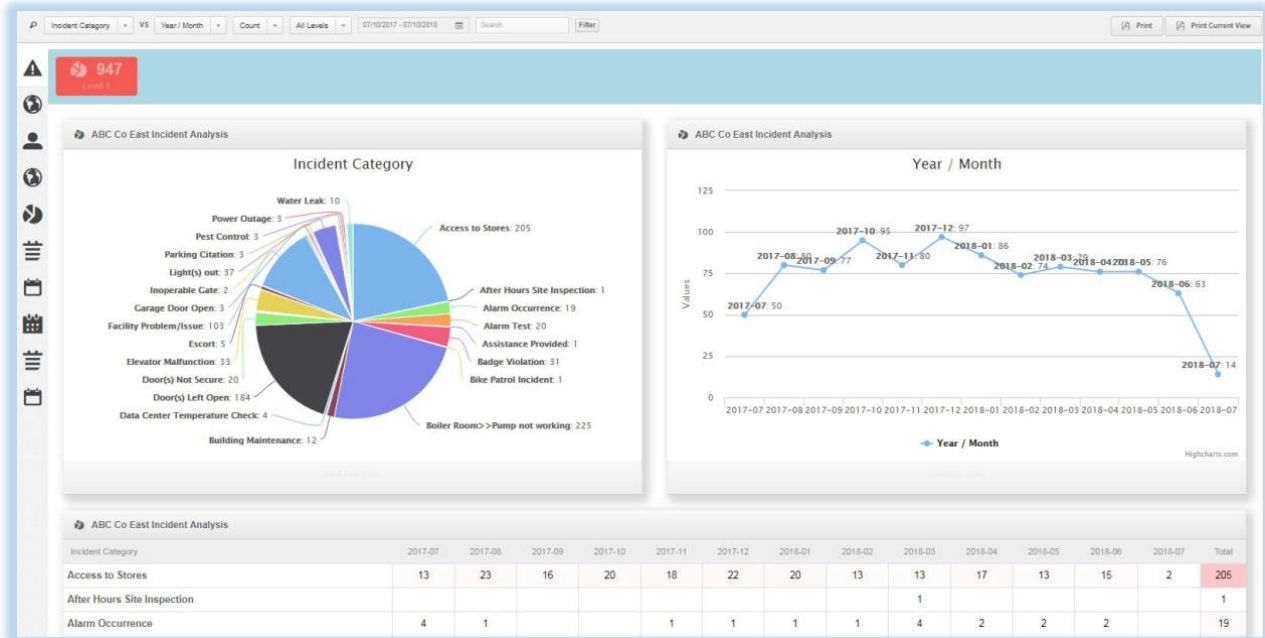 Incident Category VS Year / Month Count All Levels 07/10/2017 - 07/10/2018 Search Filter Print Print Current View
947
Level 1
ABC Co East Incident Analysis
Incident Category
Water Leak: 10
Power Outage: 3
Pest Control: 3
Parking Citation: 3
Light(s) out: 37
Inoperable Gate: 2
Garage Door Open: 3
Facility Problem/Issue: 103
Escort: 5
Elevator Malfunction: 33
Door(s) Not Secure: 20
Door(s) Left Open: 184
Data Center Temperature Check: 4
Building Maintenance: 12
Access to Stores: 205
After Hours Site Inspection: 1
Alarm Occurrence: 19
Alarm Test: 20
Assistance Provided: 1
Badge Violation: 31
Bike Patrol Incident: 1
Boiler Room>>Pump not working: 225
ABC Co East Incident Analysis
Year / Month
Values
125
100
75
50
25
0
2017-07: 50
2017-08: 80
2017-09: 77
2017-10: 95
2017-11: 80
2017-12: 97
2018-01: 86
2018-02: 74
2018-03: 79
2018-04:
2018-05: 76
2018-06: 63
2018-07: 14
2017-07 2017-08 2017-09 2017-10 2017-11 2017-12 2018-01 2018-02 2018-03 2018-04 2018-05 2018-06 2018-07
Year / Month
Highcharts.com
ABC Co East Incident Analysis
Incident Category 2017-07 2017-08 2017-09 2017-10 2017-11 2017-12 2018-01 2018-02 2018-03 2018-04 2018-05 2018-06 2018-07 Total
Access to Stores 13 23 16 20 18 22 20 13 13 17 13 15 2 205
After Hours Site Inspection 1 1
Alarm Occurrence 4 1 1 1 1 1 4 2 2 2 19